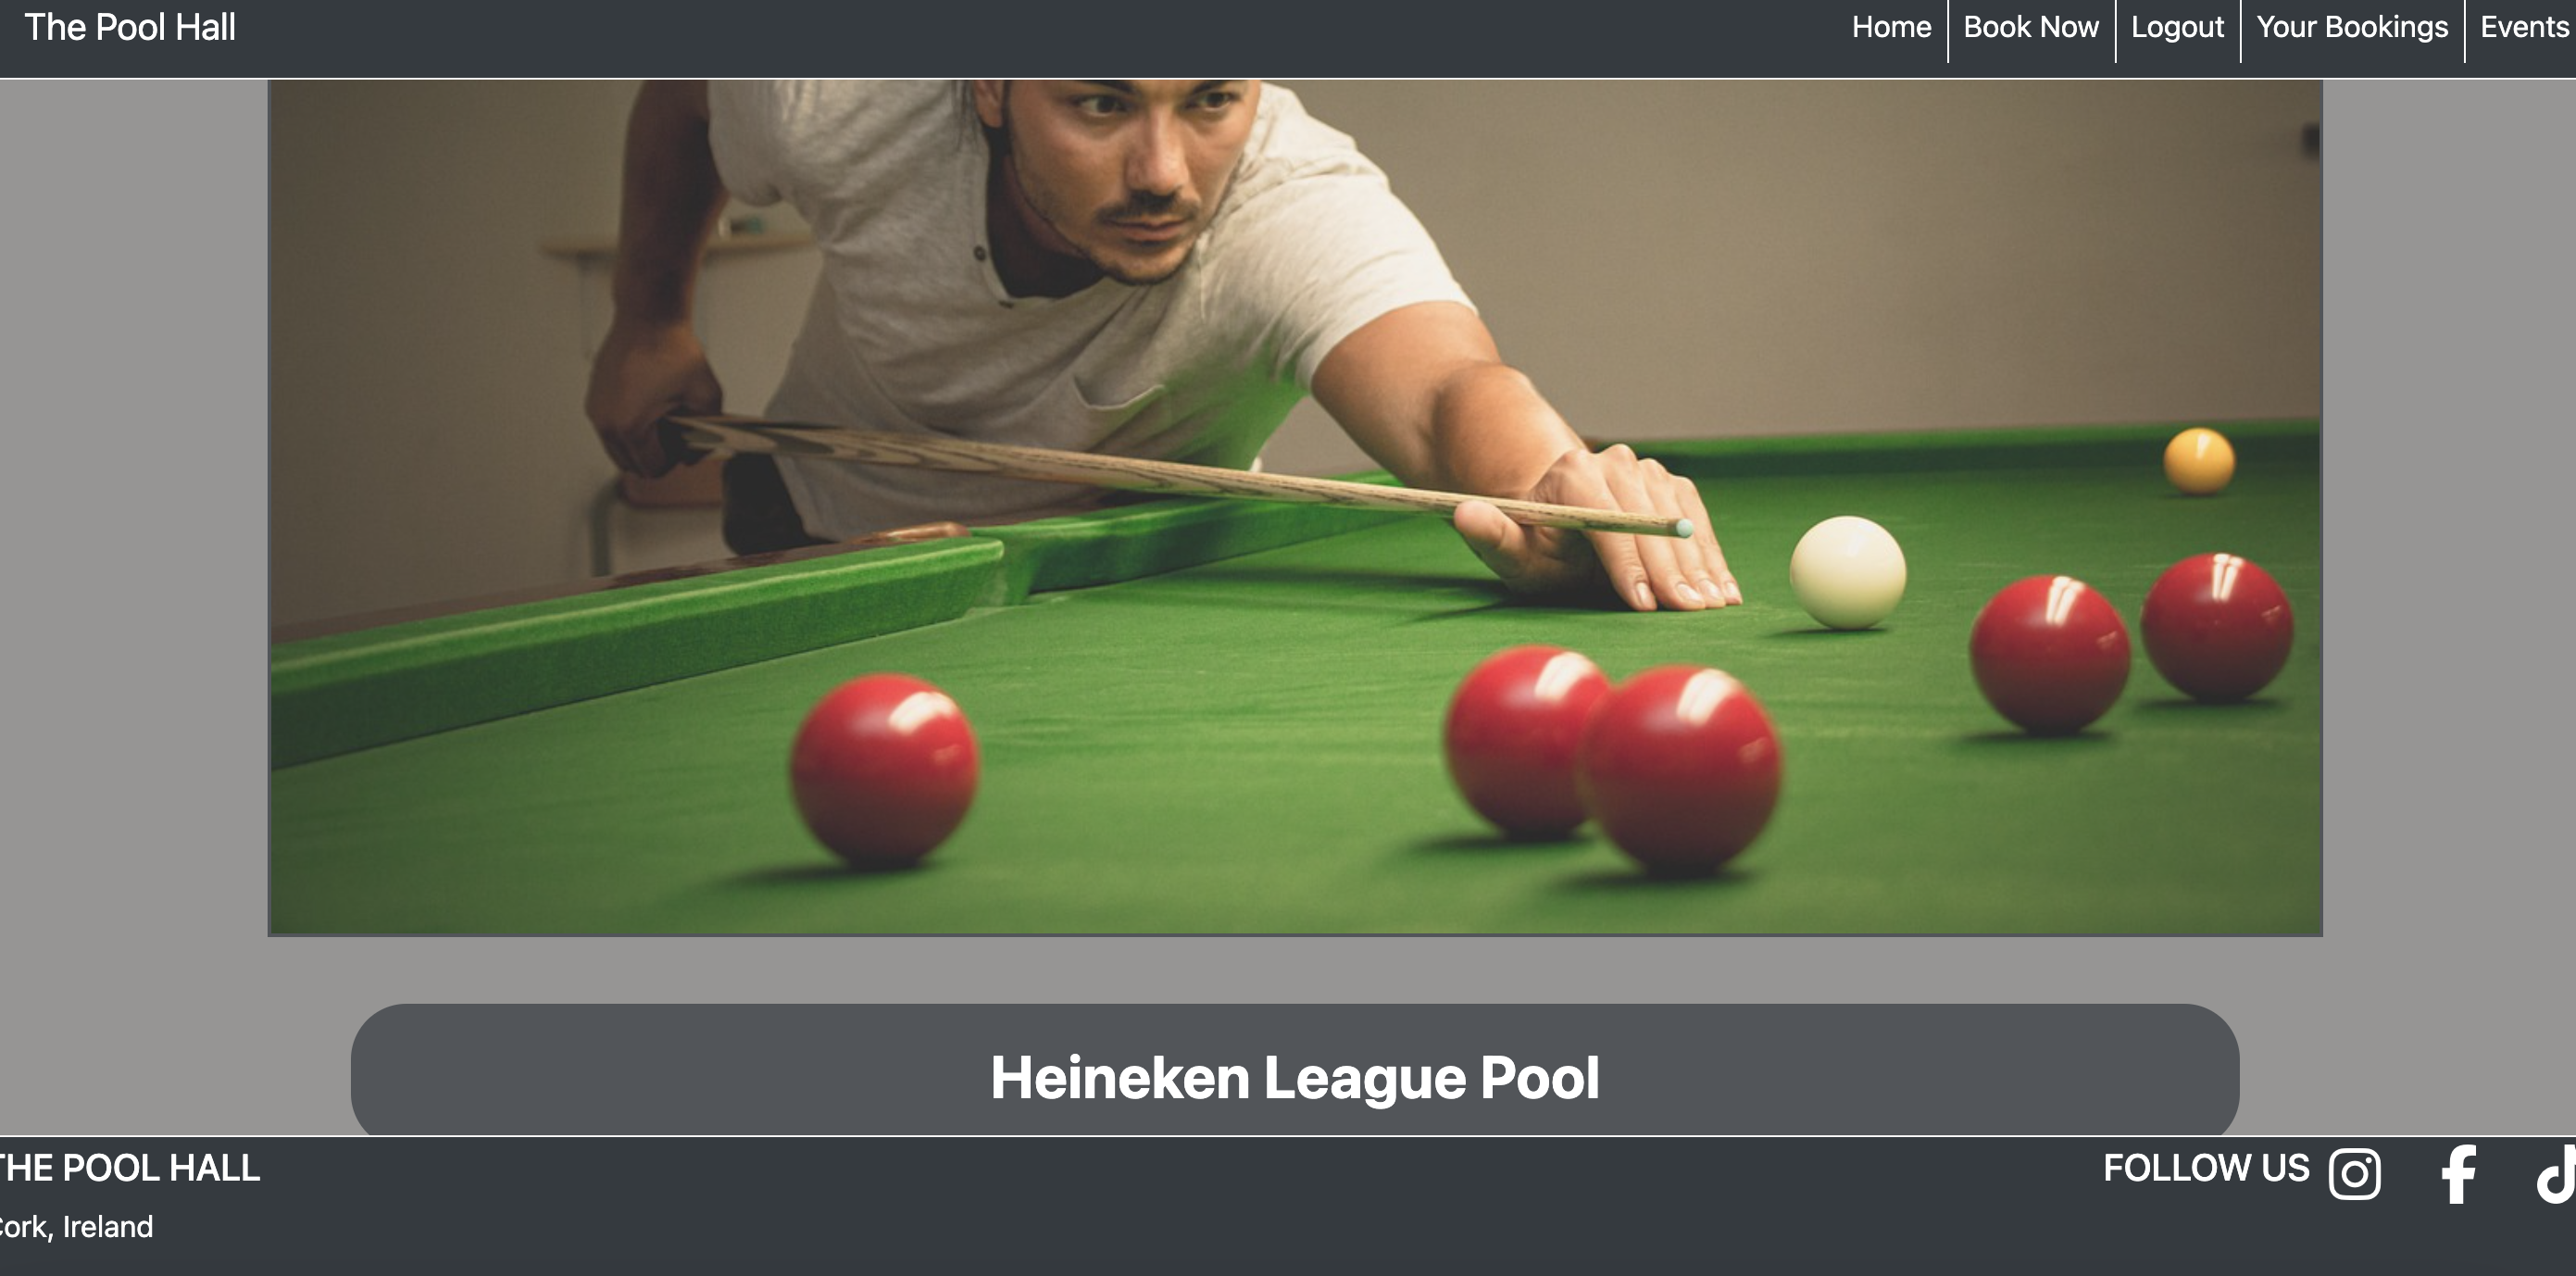 The Pool Hall
Home
Book Now
Logout
Your Bookings
Events
Heineken League Pool
THE POOL HALL
Cork, Ireland
FOLLOW US